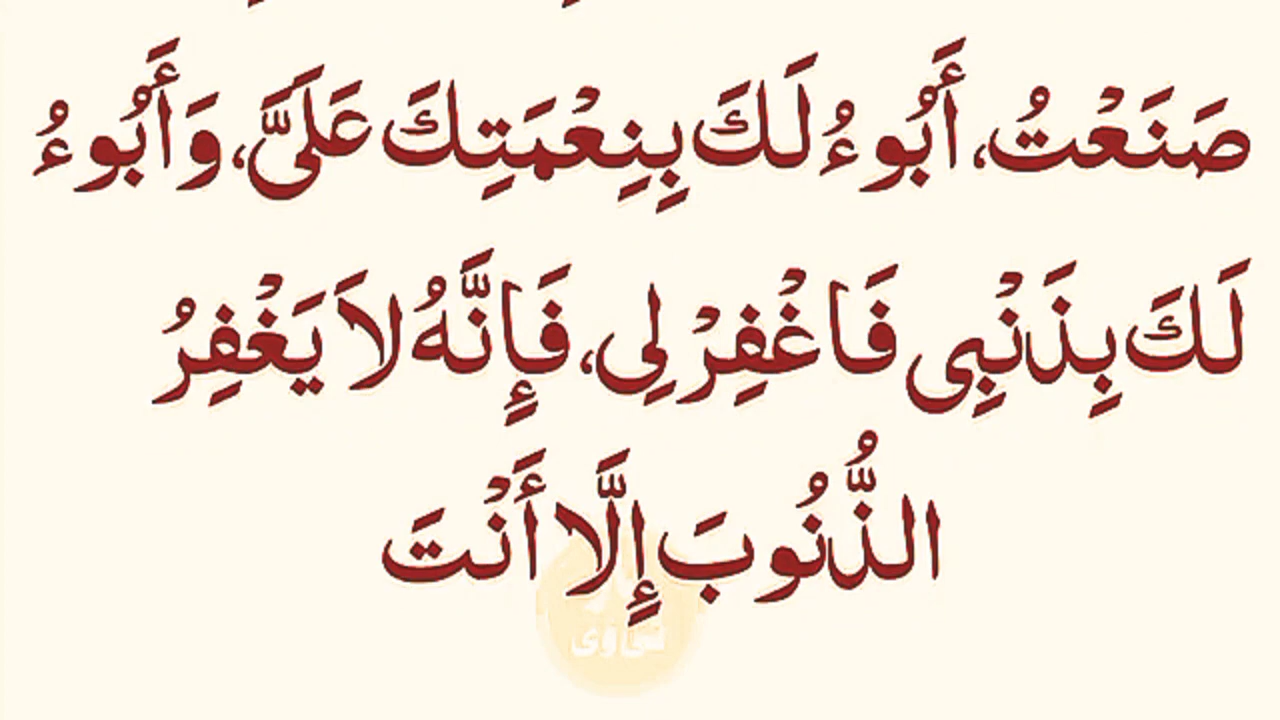 صَنَعْتُ، أَبُوءُ لَكَ بِنِعْمَتِكَ عَلَىَّ، وَأَبُوءُ
لَكَ بِذَنْبِى فَاغْفِرْ لِى، فَإِنَّهُ لاَ يَغْفِرُ
الذُّنُوبَ إِلَّا أَنْتَ